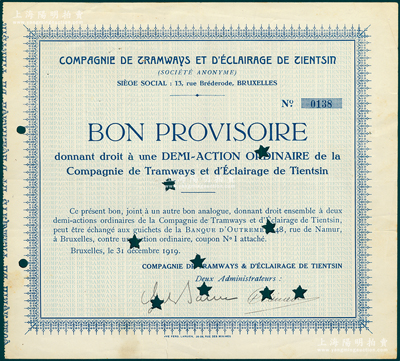 COMPAGNIE DE TRAMWAYS ET D'ÉCLAIRAGE DE TIENTSIN
(SOCIÉTÉ ANONYME)
SIÈGE SOCIAL : 13, rue Bréderode, BRUXELLES
No 0138
BON PROVISOIRE
donnant droit à une DEMI-ACTION ORDINAIRE de la
Compagnie de Tramways et d'Éclairage de Tientsin
Ce présent bon, joint à un autre bon analogue, donnant droit ensemble à deux
demi-actions ordinaires de la Compagnie de Tramways et d'Éclairage de Tientsin,
peut être échangé aux guichets de la BANQUE D'OUTREMER, 48, rue de Namur,
à Bruxelles, contre une action ordinaire, coupon No 1 attaché.
Bruxelles, le 31 décembre 1919.
COMPAGNIE DE TRAMWAYS & D'ÉCLAIRAGE DE TIENTSIN
Deux Administrateurs :